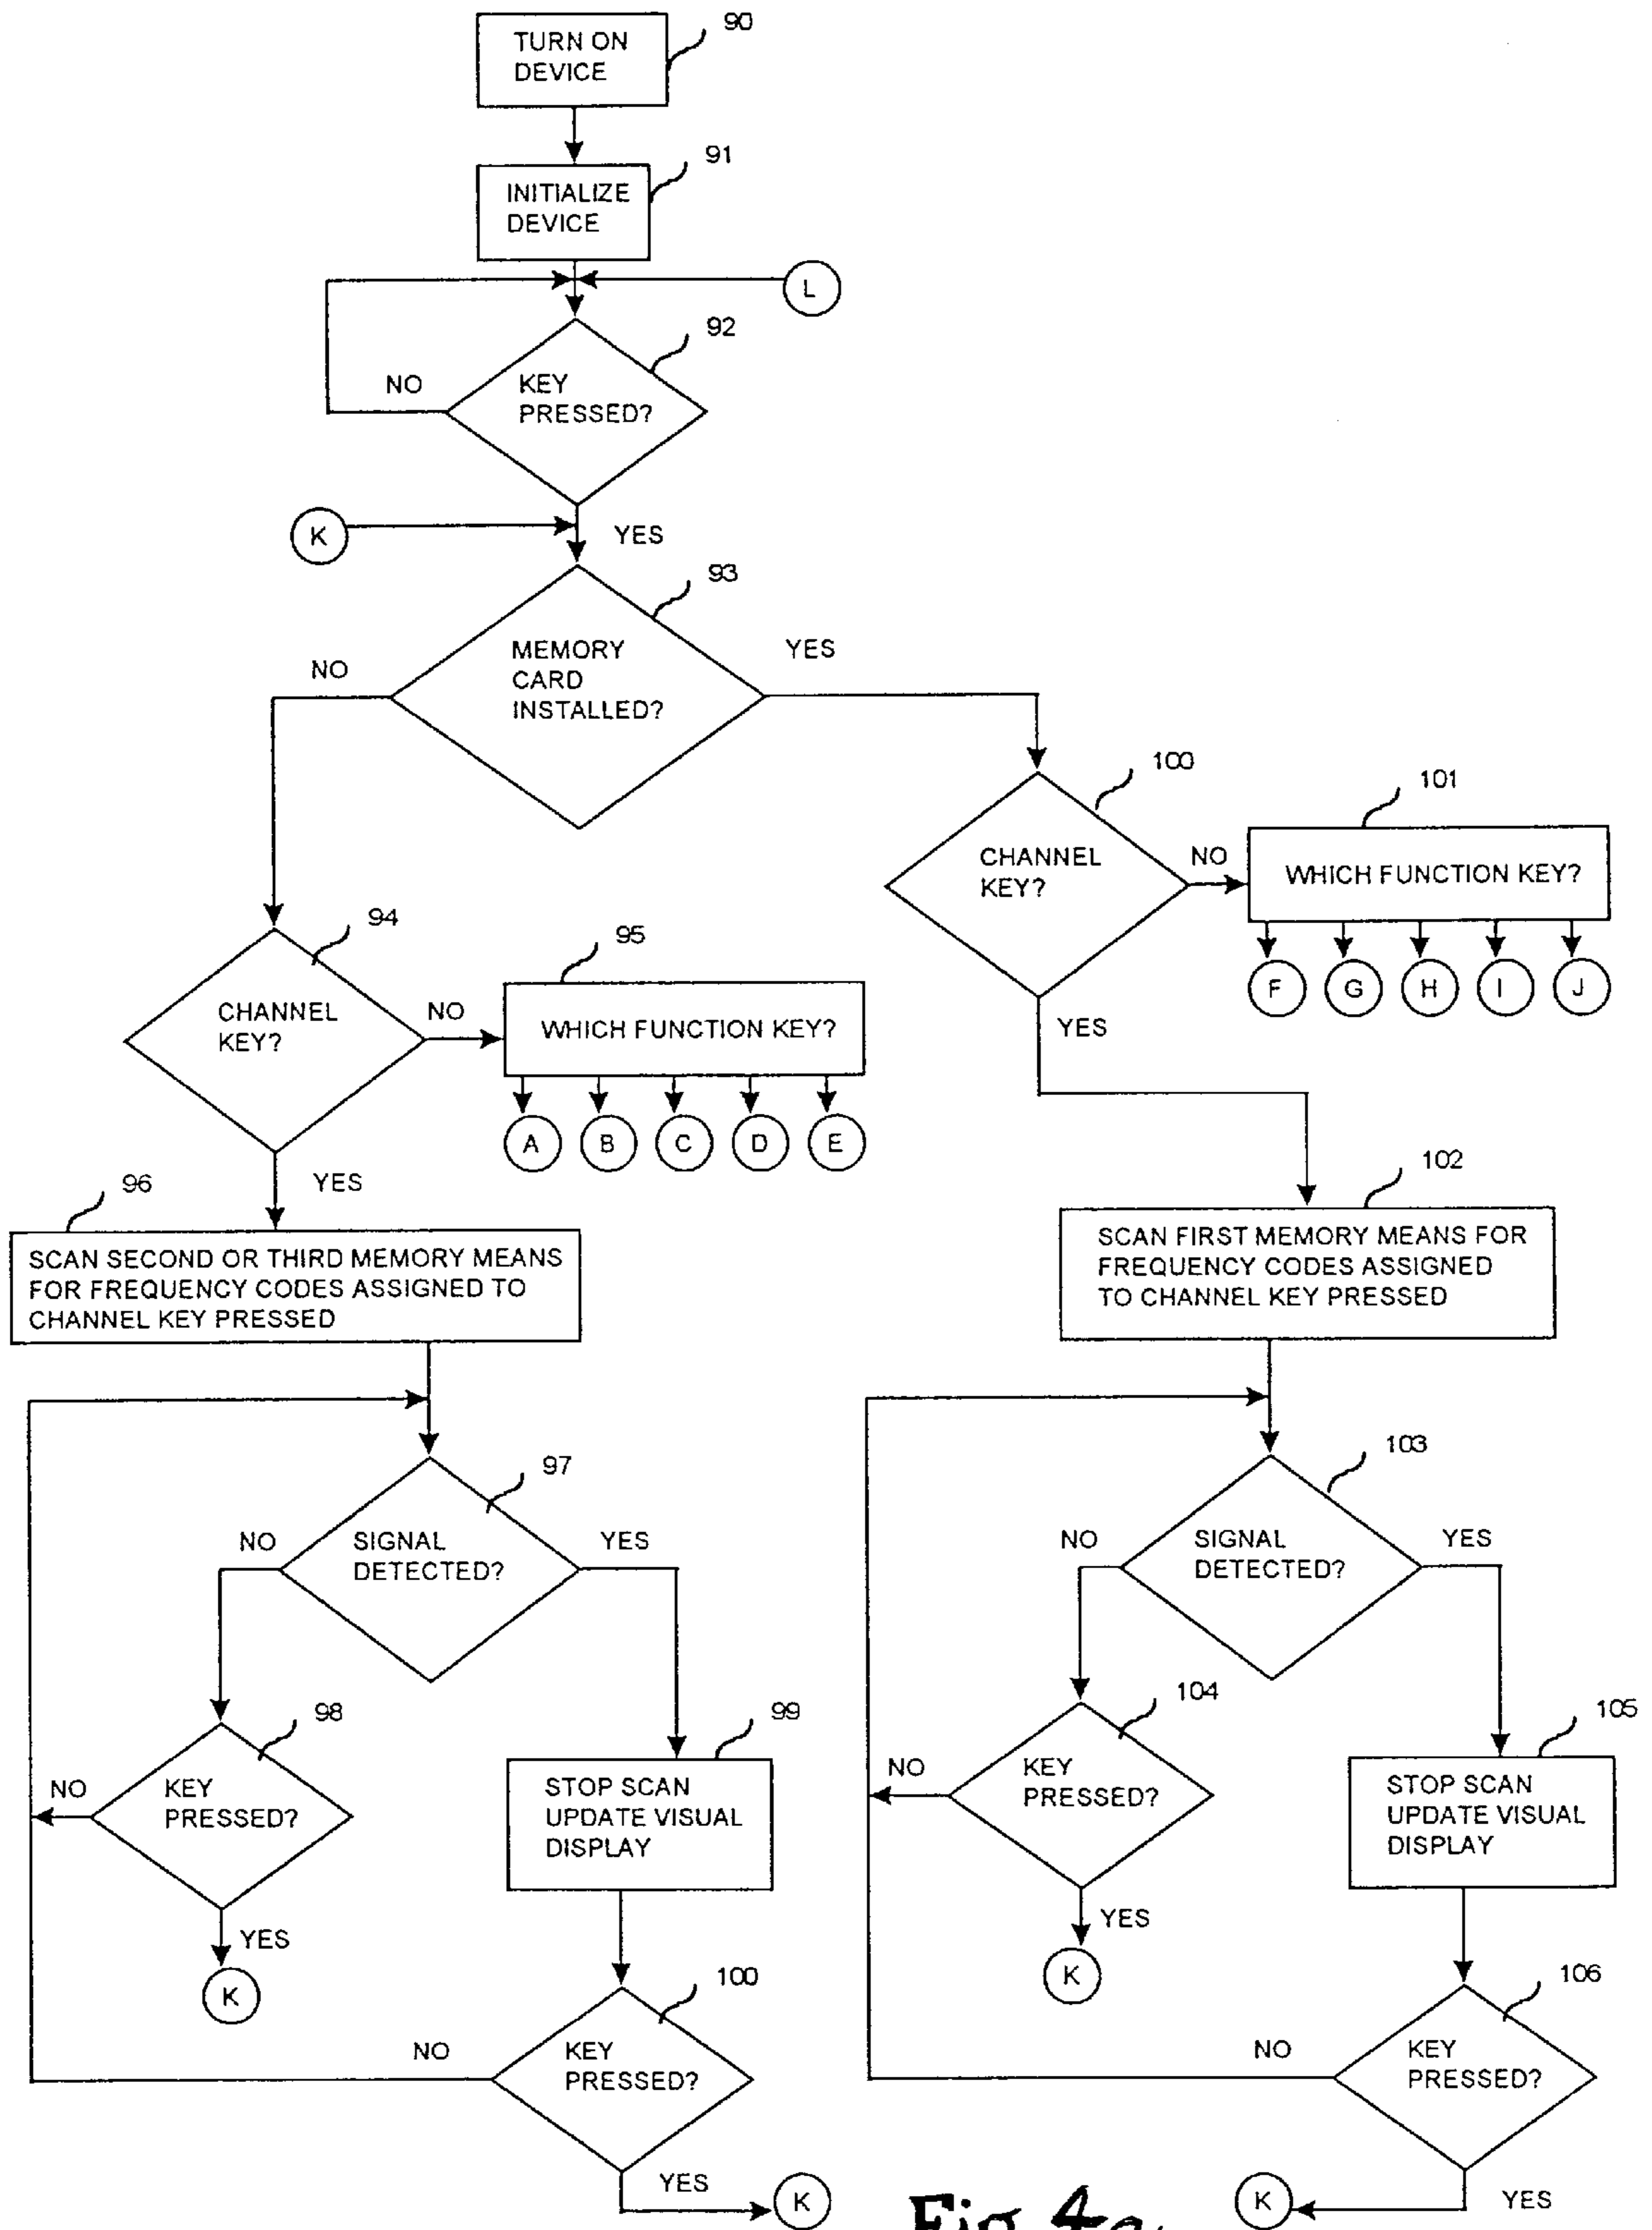 90
TURN ON
DEVICE
91
INITIALIZE
DEVICE
L
92
NO
KEY
PRESSED?
K
YES
93
MEMORY
CARD
INSTALLED?
NO
YES
100
CHANNEL
KEY?
NO
101
WHICH FUNCTION KEY?
F G H I J
YES
94
CHANNEL
KEY?
NO
95
WHICH FUNCTION KEY?
A B C D E
YES
96
SCAN SECOND OR THIRD MEMORY MEANS
FOR FREQUENCY CODES ASSIGNED TO
CHANNEL KEY PRESSED
102
SCAN FIRST MEMORY MEANS FOR
FREQUENCY CODES ASSIGNED
TO CHANNEL KEY PRESSED
97
NO
SIGNAL
DETECTED?
YES
98
NO
KEY
PRESSED?
YES
K
99
STOP SCAN
UPDATE VISUAL
DISPLAY
100
NO
KEY
PRESSED?
YES
K
103
NO
SIGNAL
DETECTED?
YES
104
NO
KEY
PRESSED?
YES
K
105
STOP SCAN
UPDATE VISUAL
DISPLAY
106
NO
KEY
PRESSED?
YES
K
Fig 4a